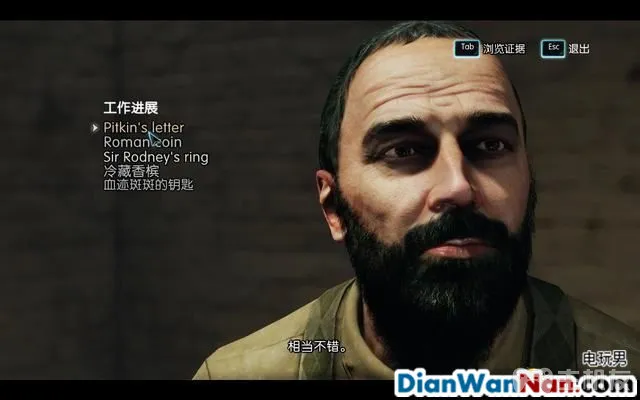 Tab 浏览证据 Esc 退出
工作进展
Pitkin's letter
Roman coin
Sir Rodney's ring
冷藏香槟
血迹斑斑的钥匙
相当不错。
电玩男
DianWanNan.com